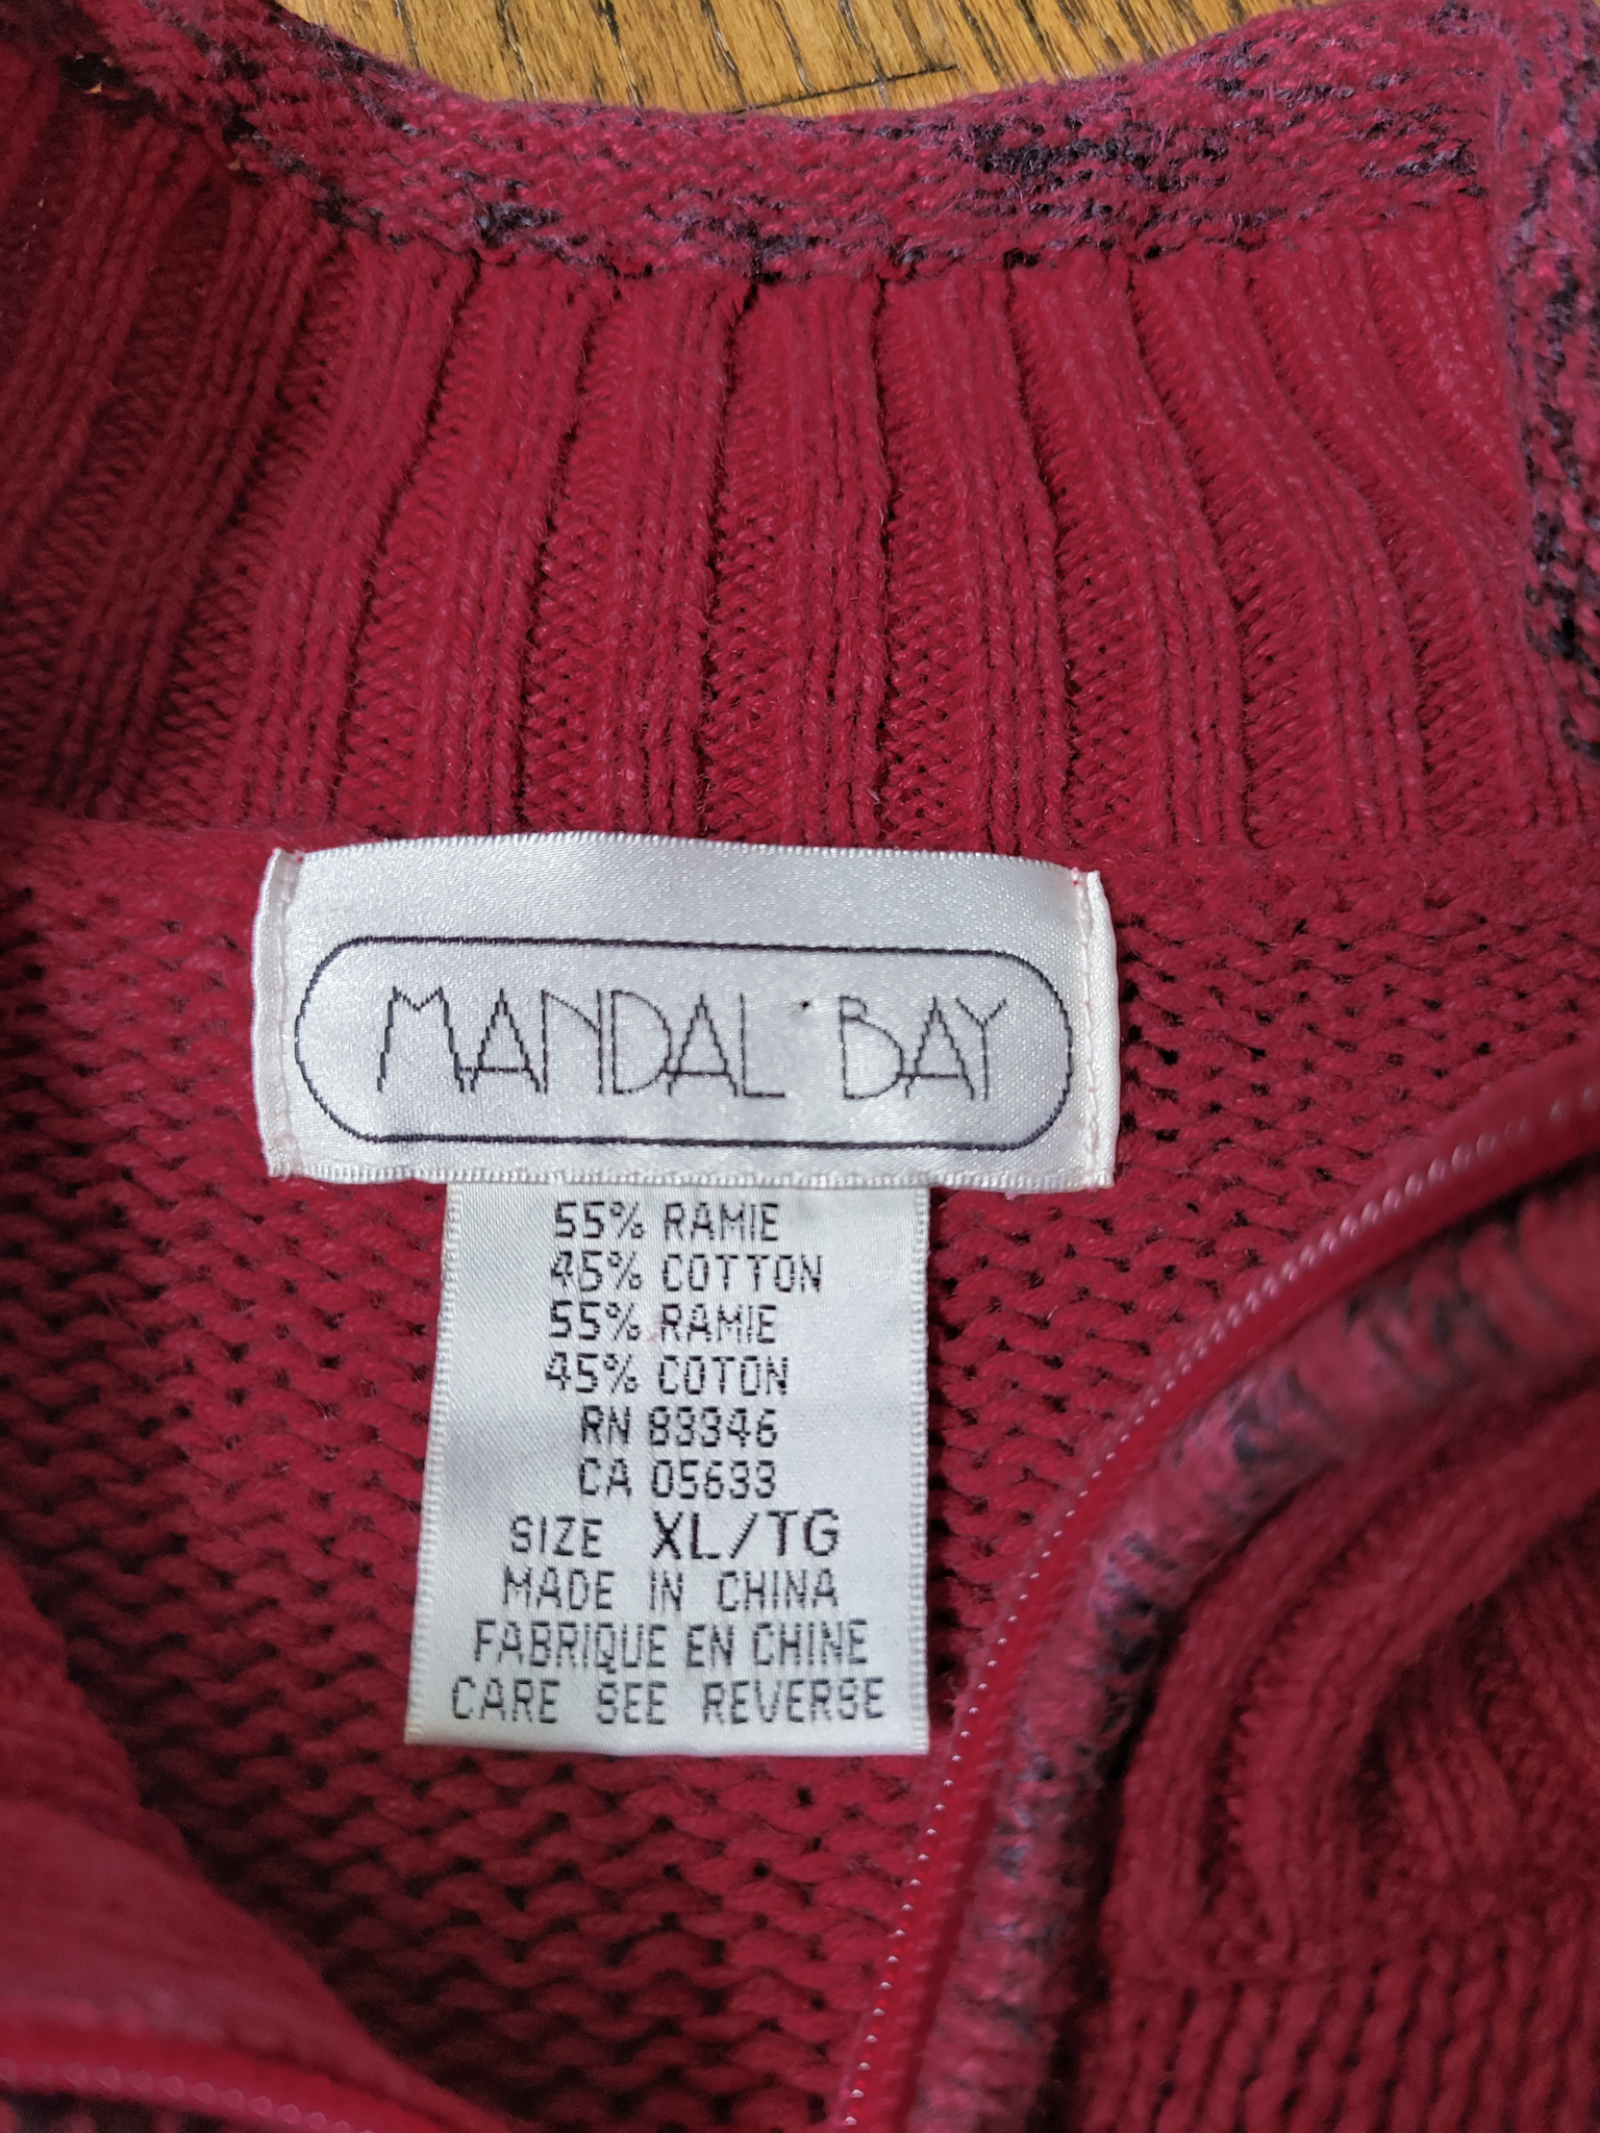 MANDAL BAY
55% RAMIE
45% COTTON
55% RAMIE
45% COTON
RN 83346
CA 05633
SIZE XL/TG
MADE IN CHINA
FABRIQUE EN CHINE
CARE SEE REVERSE